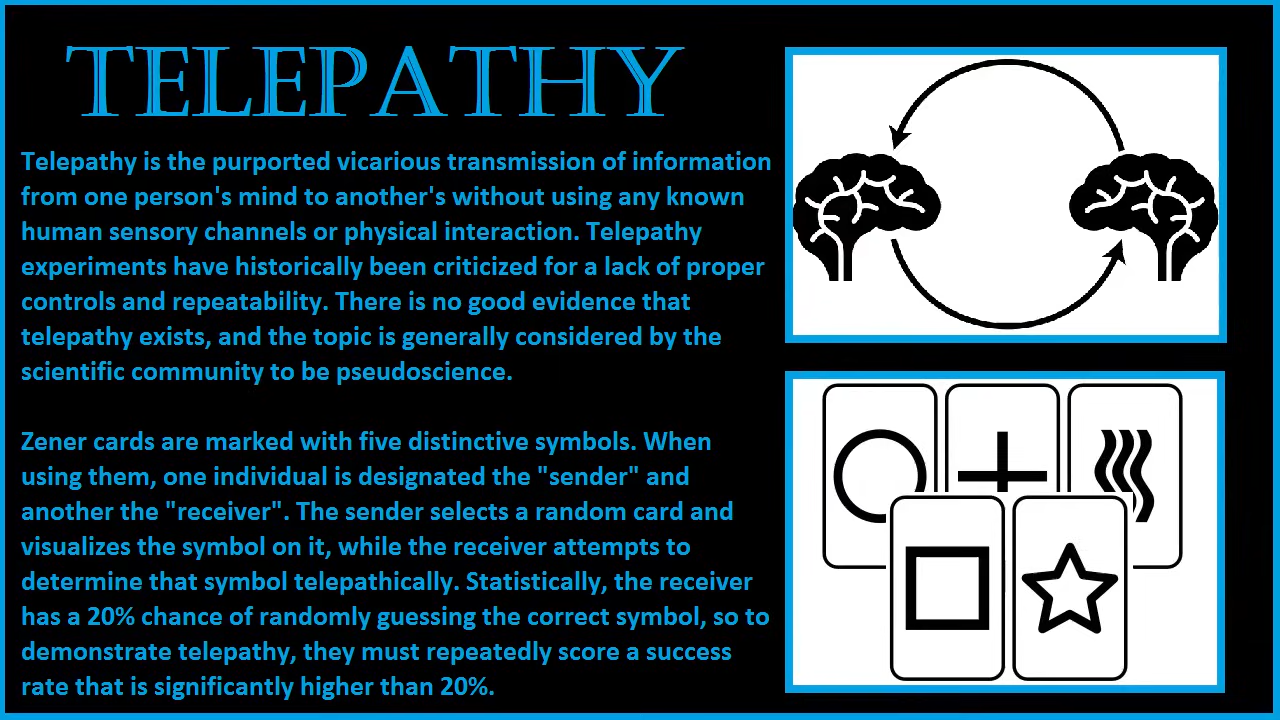 TELEPATHY
Telepathy is the purported vicarious transmission of information
from one person's mind to another's without using any known
human sensory channels or physical interaction. Telepathy
experiments have historically been criticized for a lack of proper
controls and repeatability. There is no good evidence that
telepathy exists, and the topic is generally considered by the
scientific community to be pseudoscience.
Zener cards are marked with five distinctive symbols. When
using them, one individual is designated the "sender" and
another the "receiver". The sender selects a random card and
visualizes the symbol on it, while the receiver attempts to
determine that symbol telepathically. Statistically, the receiver
has a 20% chance of randomly guessing the correct symbol, so to
demonstrate telepathy, they must repeatedly score a success
rate that is significantly higher than 20%.